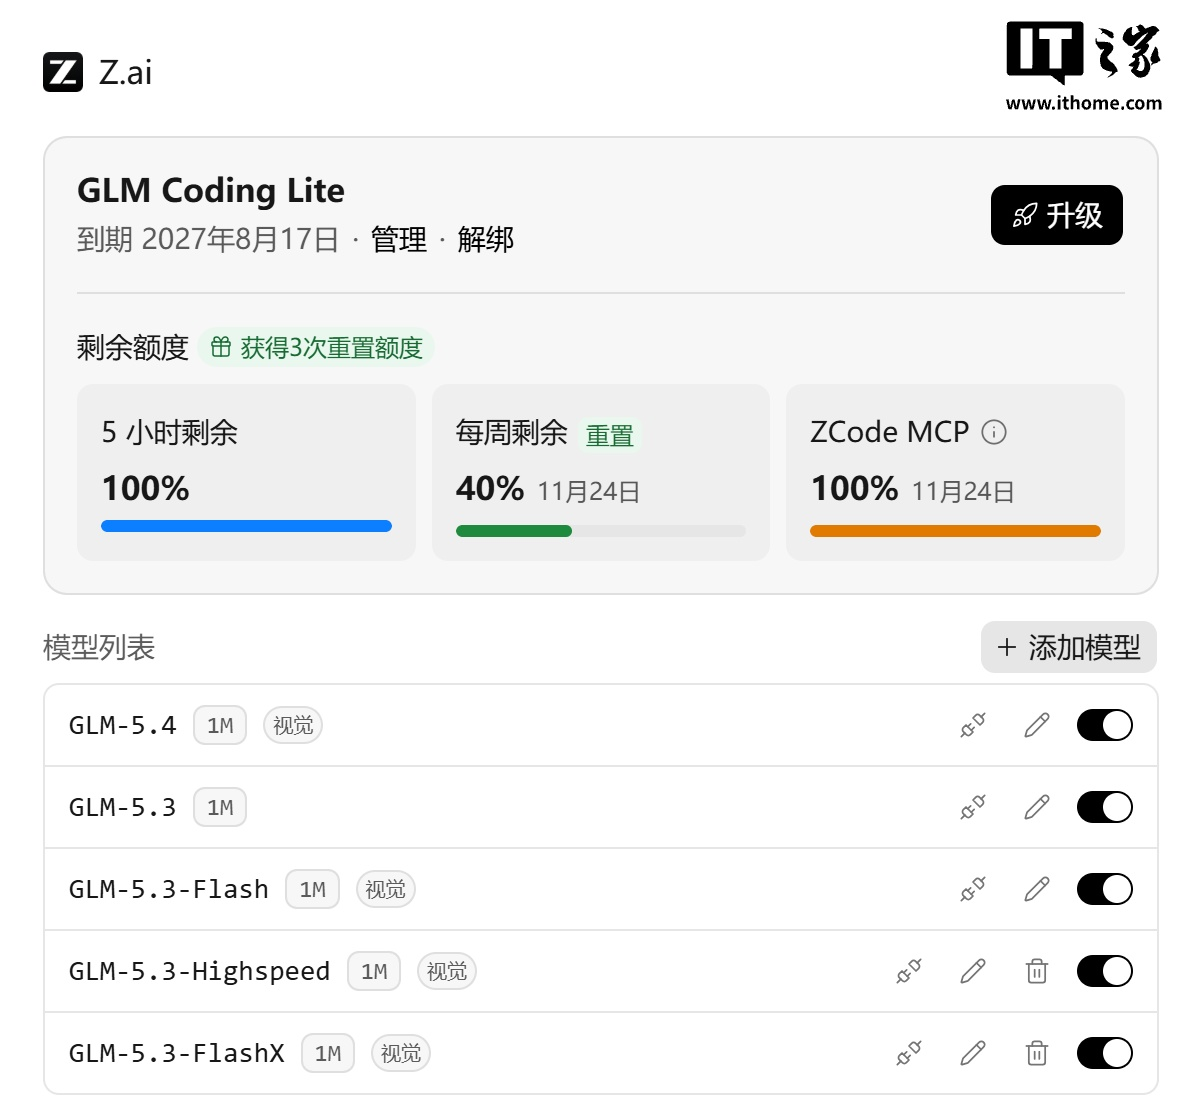 Z.ai
IT之家
www.ithome.com
GLM Coding Lite
到期 2027年8月17日 · 管理 · 解绑
升级
剩余额度 获得3次重置额度
5 小时剩余
100%
每周剩余 重置
40% 11月24日
ZCode MCP
100% 11月24日
模型列表
+ 添加模型
GLM-5.4 1M 视觉
GLM-5.3 1M
GLM-5.3-Flash 1M 视觉
GLM-5.3-Highspeed 1M 视觉
GLM-5.3-FlashX 1M 视觉